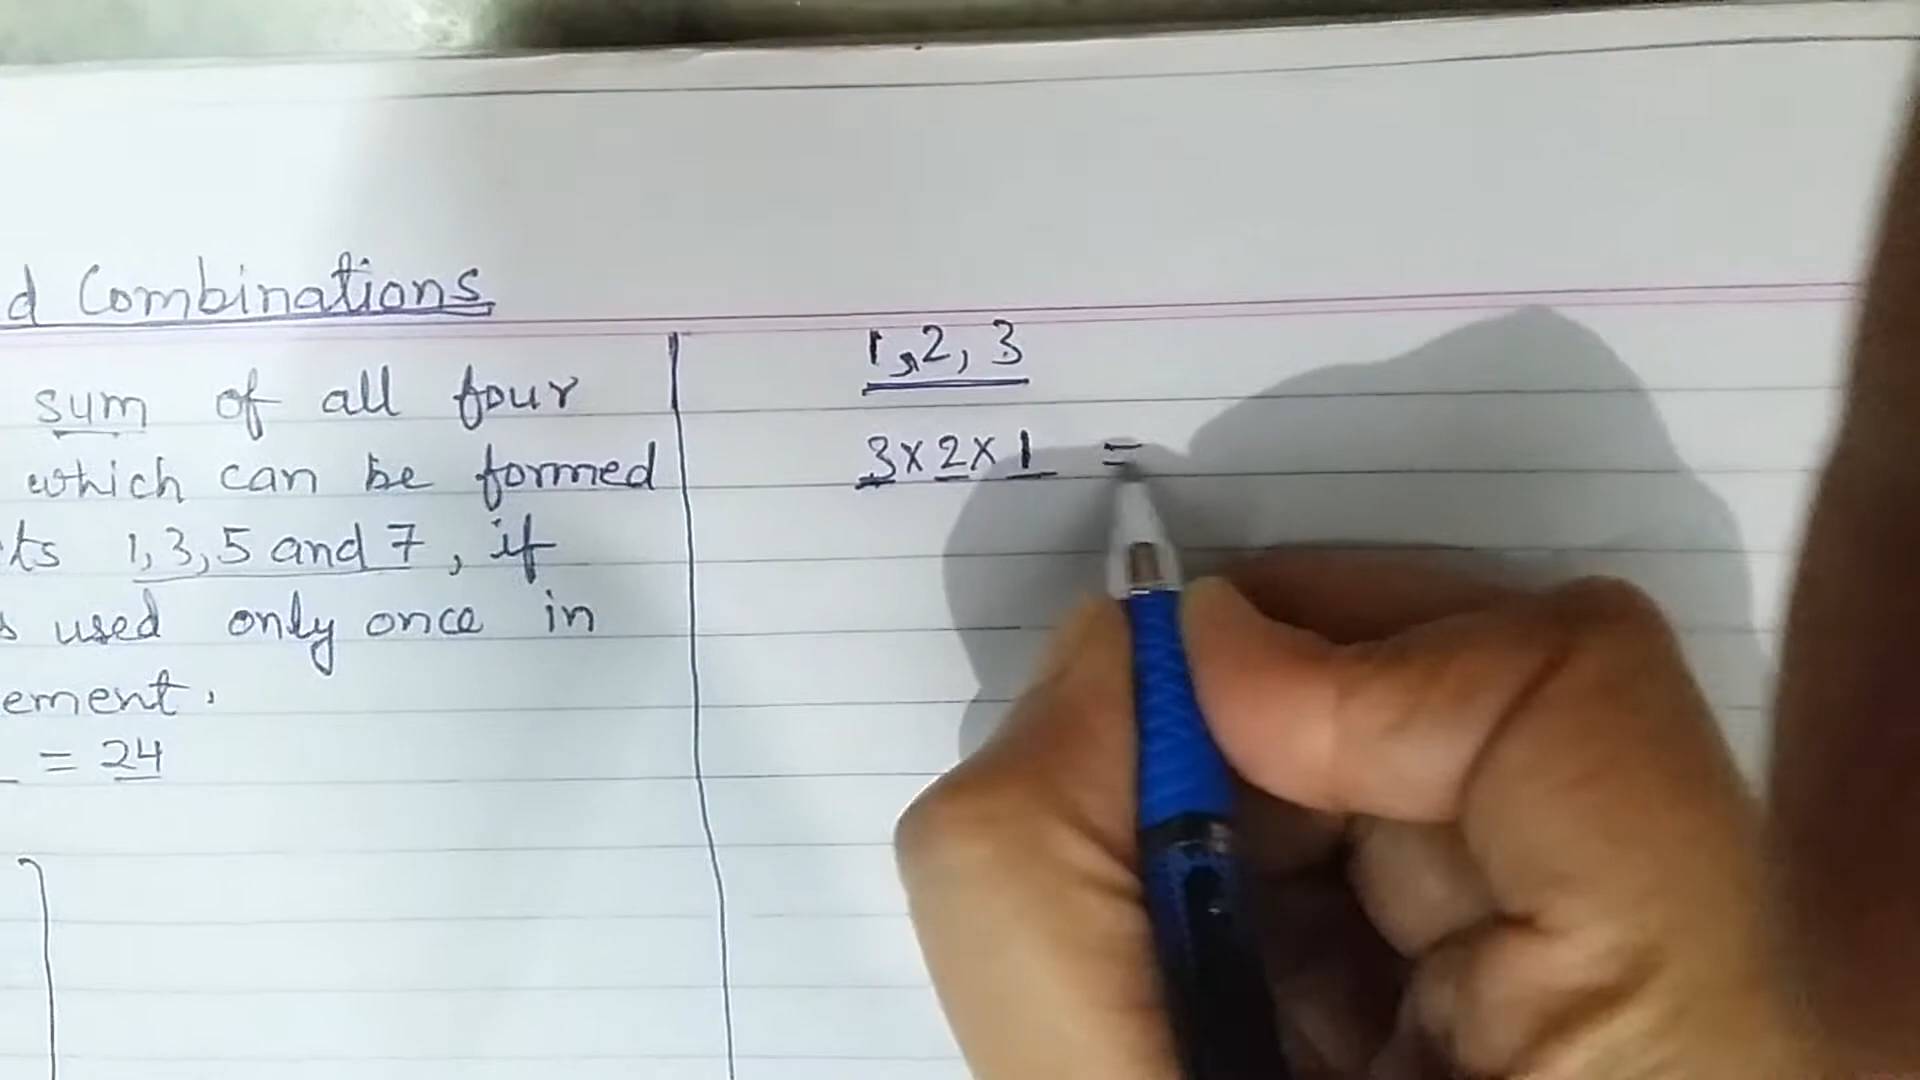 d Combinations
sum of all four
which can be formed
ts 1, 3, 5 and 7, if
s used only once in
ement.
= 24
1, 2, 3
3 × 2 × 1 =